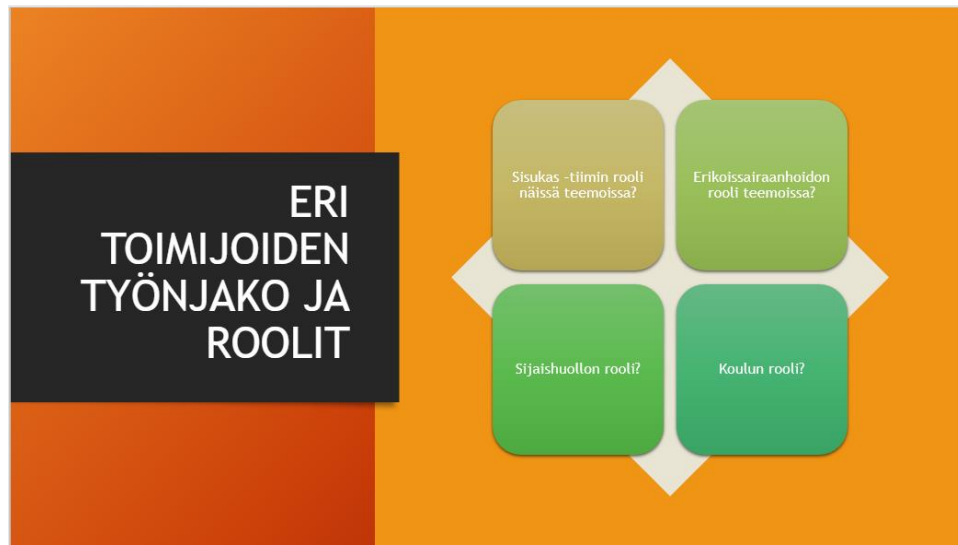 ERI
TOIMIJOIDEN
TYÖNJAKO JA
ROOLIT
Sisukas -tiimin rooli
näissä teemoissa?
Erikoissairaanhoidon
rooli teemoissa?
Sijaishuollon rooli?
Koulun rooli?